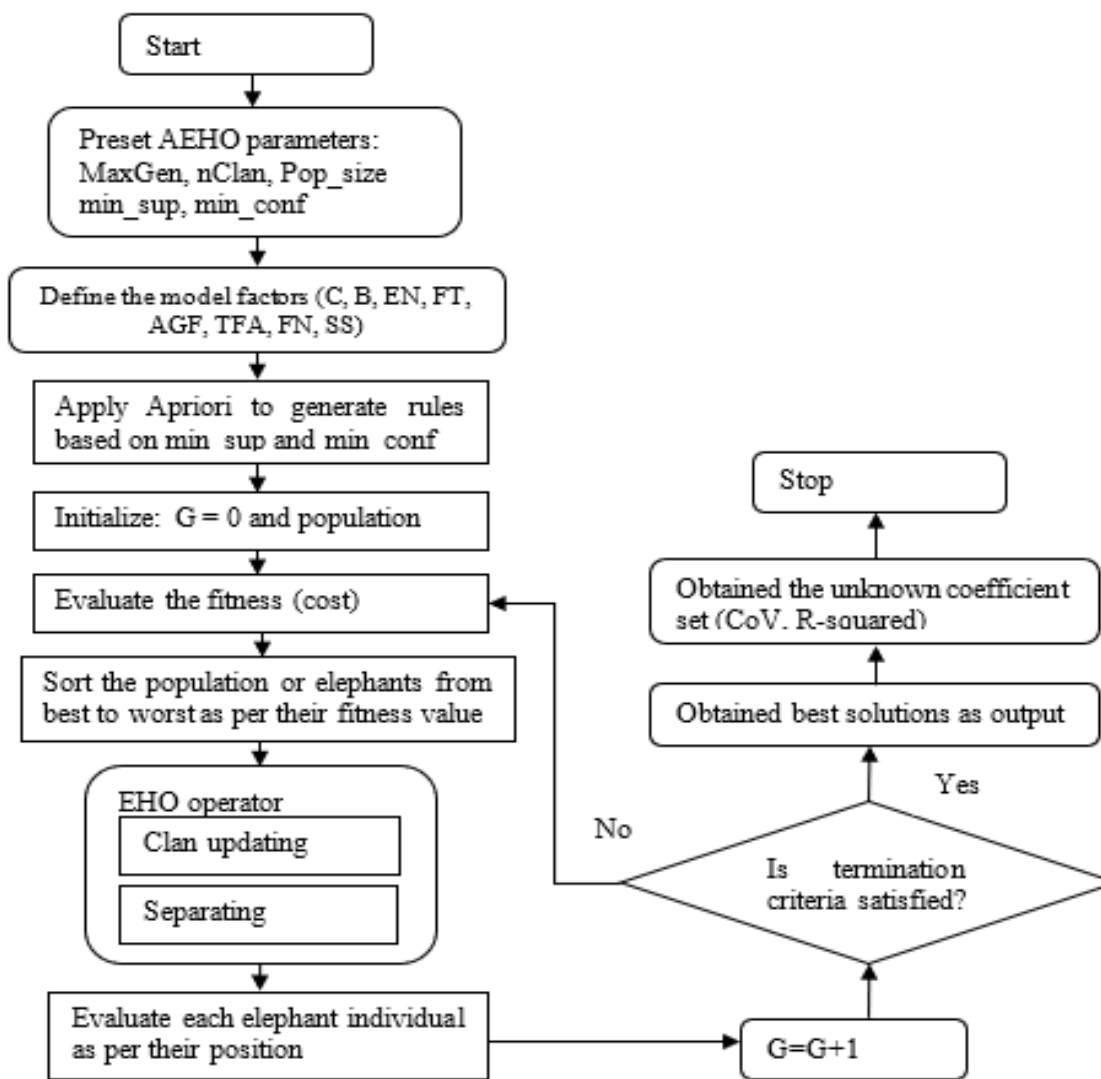 Start
Preset AEHO parameters:
MaxGen, nClan, Pop_size
min_sup, min_conf
Define the model factors (C, B, EN, FT,
AGF, TFA, FN, SS)
Apply Apriori to generate rules
based on min sup and min conf
Initialize: G = 0 and population
Evaluate the fitness (cost)
Sort the population or elephants from
best to worst as per their fitness value
EHO operator
Clan updating
Separating
Evaluate each elephant individual
as per their position
G=G+1
Is termination
criteria satisfied?
No
Yes
Obtained best solutions as output
Obtained the unknown coefficient
set (CoV, R-squared)
Stop